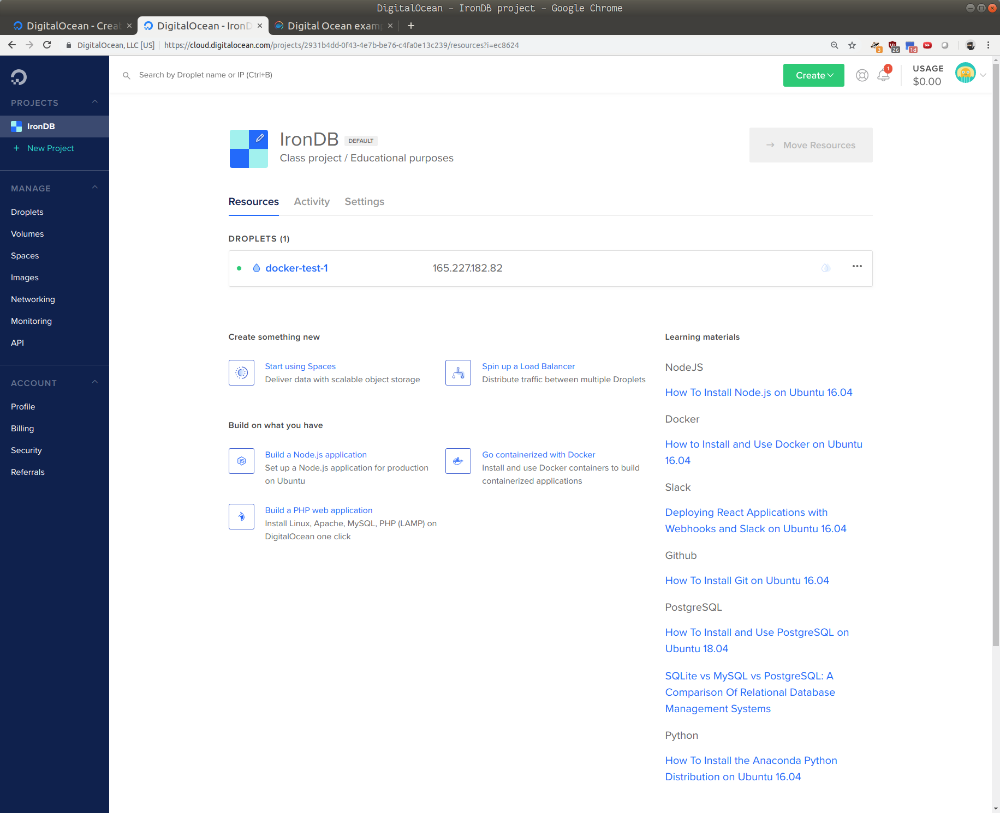 DigitalOcean - IronDB project - Google Chrome
DigitalOcean - Creat
DigitalOcean - IronD
Digital Ocean examp
DigitalOcean, LLC [US]
https://cloud.digitalocean.com/projects/2931b4dd-0f43-4e7b-be76-c4fa0e13c239/resources?i=ec8624
3
26
1d
Search by Droplet name or IP (Ctrl+B)
Create
1
USAGE
$0.00
PROJECTS
IronDB
+ New Project
MANAGE
Droplets
Volumes
Spaces
Images
Networking
Monitoring
API
ACCOUNT
Profile
Billing
Security
Referrals
IronDB DEFAULT
Class project / Educational purposes
→ Move Resources
Resources Activity Settings
DROPLETS (1)
docker-test-1 165.227.182.82
Create something new
Start using Spaces
Deliver data with scalable object storage
Spin up a Load Balancer
Distribute traffic between multiple Droplets
Build on what you have
JS
Build a Node.js application
Set up a Node.js application for production
on Ubuntu
Go containerized with Docker
Install and use Docker containers to build
containerized applications
Build a PHP web application
Install Linux, Apache, MySQL, PHP (LAMP) on
DigitalOcean one click
Learning materials
NodeJS
How To Install Node.js on Ubuntu 16.04
Docker
How to Install and Use Docker on Ubuntu
16.04
Slack
Deploying React Applications with
Webhooks and Slack on Ubuntu 16.04
Github
How To Install Git on Ubuntu 16.04
PostgreSQL
How To Install and Use PostgreSQL on
Ubuntu 18.04
SQLite vs MySQL vs PostgreSQL: A
Comparison Of Relational Database
Management Systems
Python
How To Install the Anaconda Python
Distribution on Ubuntu 16.04